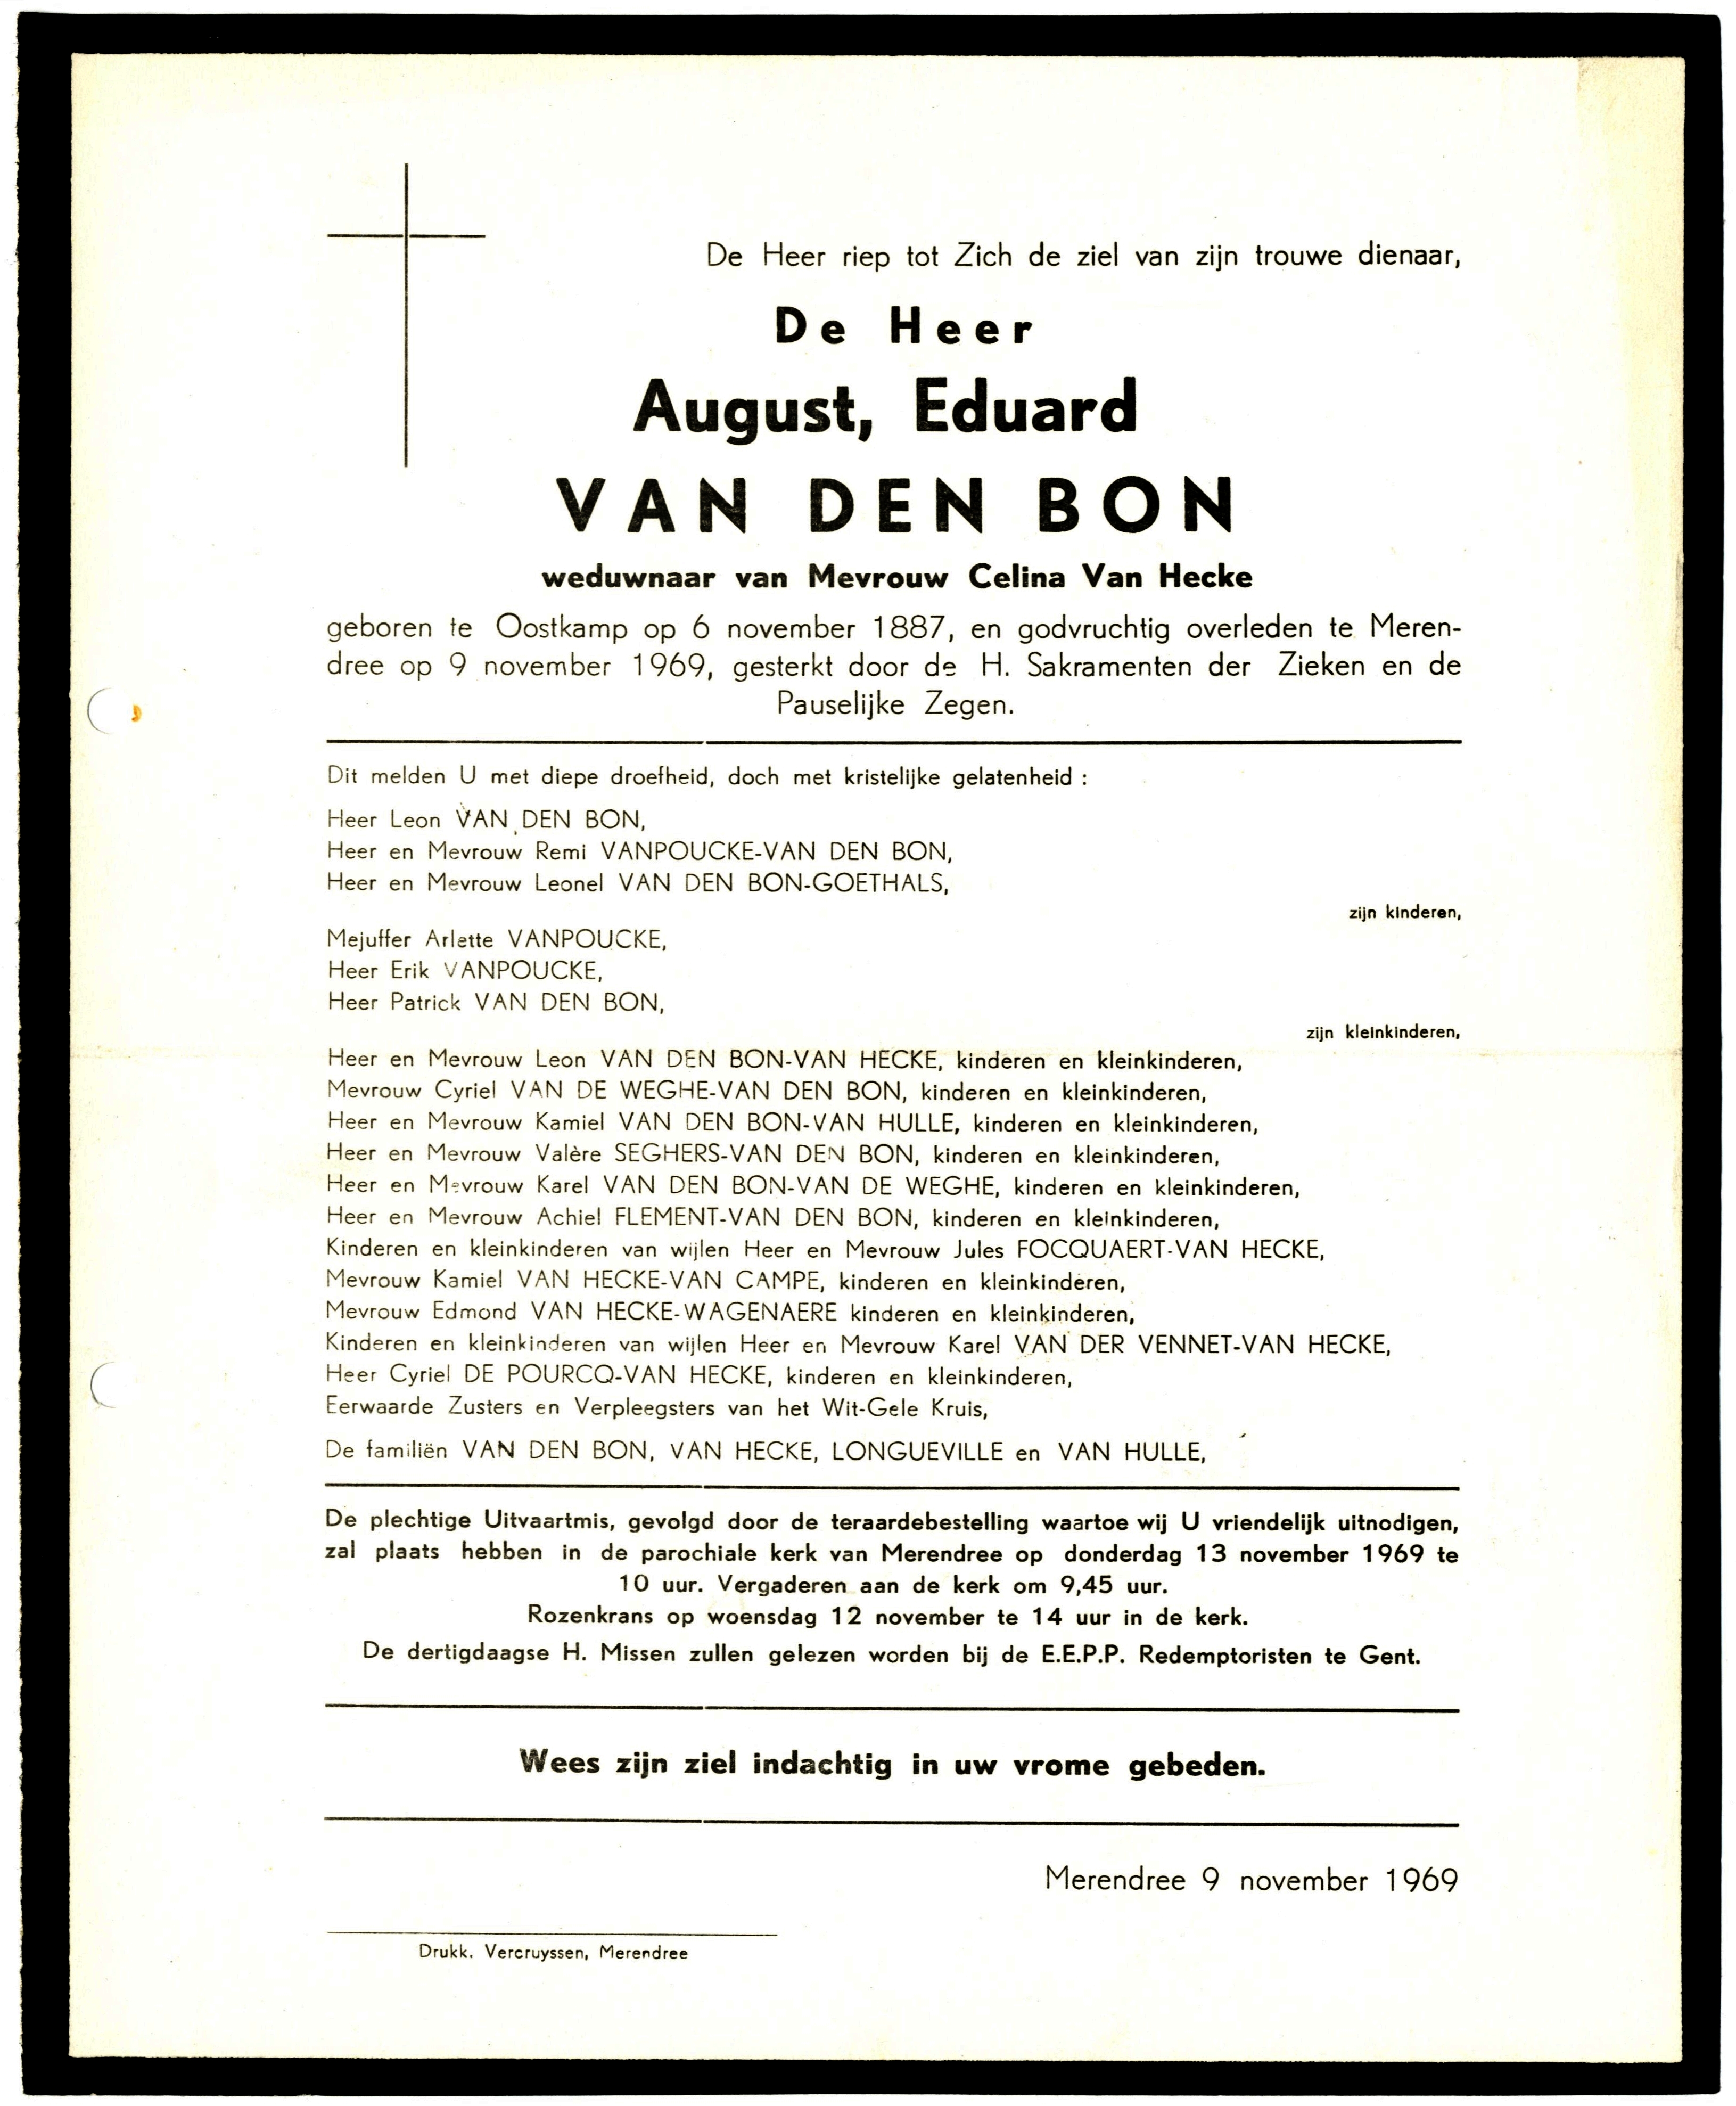 De Heer riep tot Zich de ziel van zijn trouwe dienaar,
De Heer
August, Eduard
VAN DEN BON
weduwnaar van Mevrouw Celina Van Hecke
geboren te Oostkamp op 6 november 1887, en godvruchtig overleden te Meren-
dree op 9 november 1969, gesterkt door de H. Sakramenten der Zieken en de
Pauselijke Zegen.
Dit melden U met diepe droefheid, doch met kristelijke gelatenheid :
Heer Leon VAN DEN BON,
Heer en Mevrouw Remi VANPOUCKE-VAN DEN BON,
Heer en Mevrouw Leonel VAN DEN BON-GOETHALS,
zijn kinderen,
Mejuffer Arlette VANPOUCKE,
Heer Erik VANPOUCKE,
Heer Patrick VAN DEN BON,
zijn kleinkinderen,
Heer en Mevrouw Leon VAN DEN BON-VAN HECKE, kinderen en kleinkinderen,
Mevrouw Cyriel VAN DE WEGHE-VAN DEN BON, kinderen en kleinkinderen,
Heer en Mevrouw Kamiel VAN DEN BON-VAN HULLE, kinderen en kleinkinderen,
Heer en Mevrouw Valère SEGHERS-VAN DEN BON, kinderen en kleinkinderen,
Heer en Mevrouw Karel VAN DEN BON-VAN DE WEGHE, kinderen en kleinkinderen,
Heer en Mevrouw Achiel FLEMENT-VAN DEN BON, kinderen en kleinkinderen,
Kinderen en kleinkinderen van wijlen Heer en Mevrouw Jules FOCQUAERT-VAN HECKE,
Mevrouw Kamiel VAN HECKE-VAN CAMPE, kinderen en kleinkinderen,
Mevrouw Edmond VAN HECKE-WAGENAERE kinderen en kleinkinderen,
Kinderen en kleinkinderen van wijlen Heer en Mevrouw Karel VAN DER VENNET-VAN HECKE,
Heer Cyriel DE POURCQ-VAN HECKE, kinderen en kleinkinderen,
Eerwaarde Zusters en Verpleegsters van het Wit-Gele Kruis,
De familiën VAN DEN BON, VAN HECKE, LONGUEVILLE en VAN HULLE,
De plechtige Uitvaartmis, gevolgd door de teraardebestelling waartoe wij U vriendelijk uitnodigen,
zal plaats hebben in de parochiale kerk van Merendree op donderdag 13 november 1969 te
10 uur. Vergaderen aan de kerk om 9,45 uur.
Rozenkrans op woensdag 12 november te 14 uur in de kerk.
De dertigdaagse H. Missen zullen gelezen worden bij de E.E.P.P. Redemptoristen te Gent.
Wees zijn ziel indachtig in uw vrome gebeden.
Merendree 9 november 1969
Drukk. Vercruyssen, Merendree